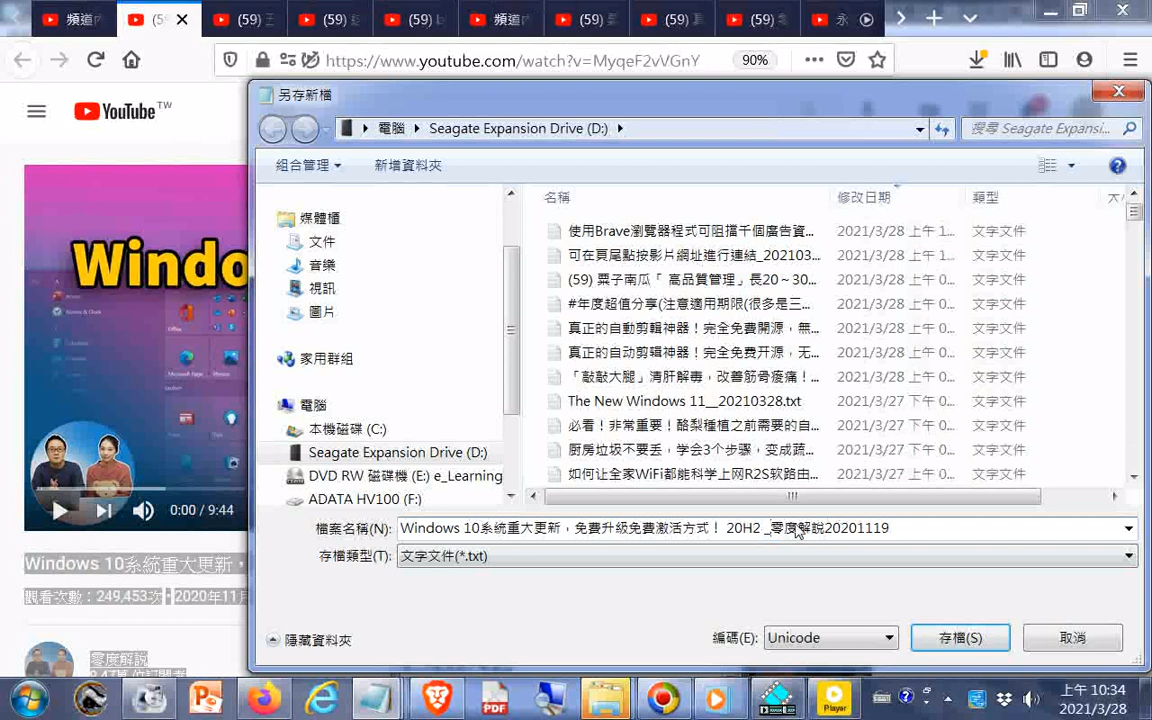 頻道
(5
(59) 三
(59)
(59) l
頻道
(59)
(59)
(59)
永
https://www.youtube.com/watch?v=MyqeF2vVGnY
90%
YouTube TW
Windo
0:00 / 9:44
Windows 10系統重大更新，
觀看次數：249,453次 • 2020年11月
零度解說
另存新檔
電腦 Seagate Expansion Drive (D:)
搜尋 Seagate Expansi...
組合管理 新增資料夾
名稱 修改日期 類型 大
媒體櫃
文件
音樂
視訊
圖片
家用群組
電腦
本機磁碟 (C:)
Seagate Expansion Drive (D:)
DVD RW 磁碟機 (E:) e_Learning
ADATA HV100 (F:)
使用Brave瀏覽器程式可阻擋千個廣告資... 2021/3/28 上午 1... 文字文件
可在頁尾點按影片網址進行連結_202103... 2021/3/28 上午 1... 文字文件
(59) 粟子南瓜「 高品質管理」長20～30... 2021/3/28 上午 0... 文字文件
#年度超值分享(注意適用期限(很多是三... 2021/3/28 上午 0... 文字文件
真正的自動剪輯神器！完全免費開源，無... 2021/3/28 上午 0... 文字文件
真正的自动剪辑神器！完全免费开源，无... 2021/3/28 上午 0... 文字文件
「敲敲大腿」清肝解毒，改善筋骨痠痛！... 2021/3/28 上午 0... 文字文件
The New Windows 11__20210328.txt 2021/3/27 下午 0... 文字文件
必看！非常重要！酪梨種植之前需要的自... 2021/3/27 下午 0... 文字文件
厨房垃圾不要丢，学会3个步骤，变成蔬... 2021/3/27 下午 0... 文字文件
如何让全家WiFi都能科学上网R2S软路由... 2021/3/27 下午 0... 文字文件
檔案名稱(N): Windows 10系統重大更新，免費升級免費激活方式！ 20H2 _零度解說20201119
存檔類型(T): 文字文件(*.txt)
隱藏資料夾
編碼(E): Unicode
存檔(S)
取消
PDF
Player
上午 10:34
2021/3/28